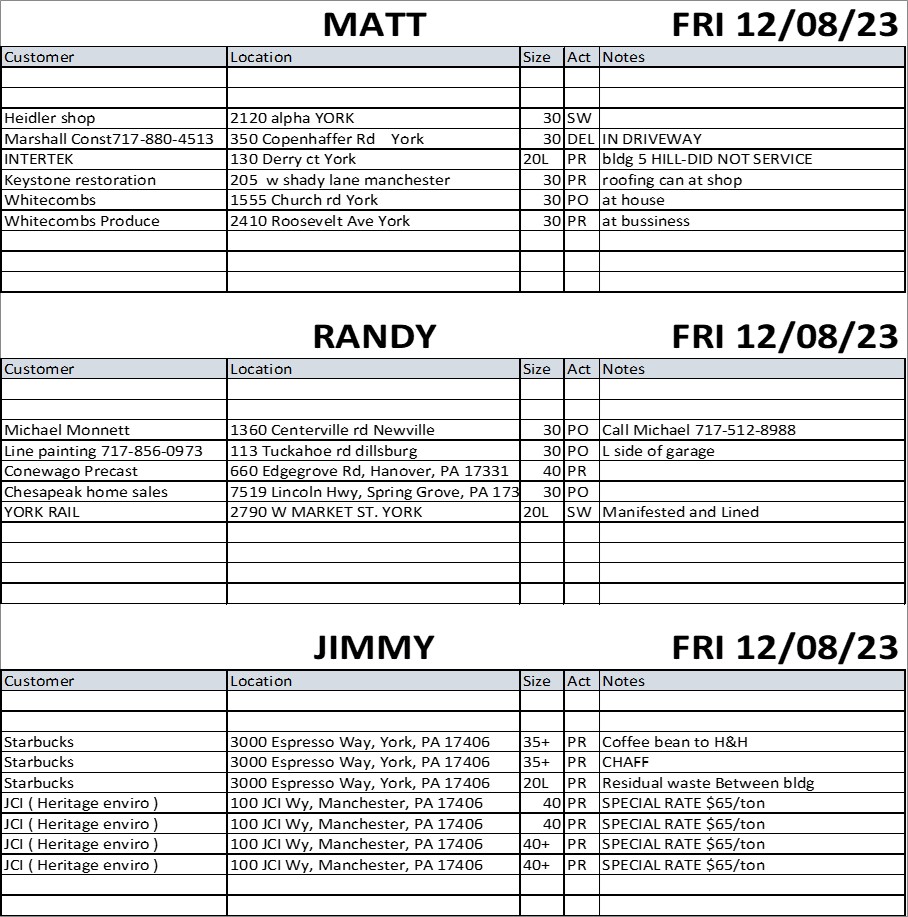 MATT FRI 12/08/23
Customer Location Size Act Notes
Heidler shop 2120 alpha YORK 30 SW
Marshall Const717-880-4513 350 Copenhaffer Rd York 30 DEL IN DRIVEWAY
INTERTEK 130 Derry ct York 20L PR bldg 5 HILL-DID NOT SERVICE
Keystone restoration 205 w shady lane manchester 30 PR roofing can at shop
Whitecombs 1555 Church rd York 30 PO at house
Whitecombs Produce 2410 Roosevelt Ave York 30 PR at bussiness
RANDY FRI 12/08/23
Customer Location Size Act Notes
Michael Monnett 1360 Centerville rd Newville 30 PO Call Michael 717-512-8988
Line painting 717-856-0973 113 Tuckahoe rd dillsburg 30 PO L side of garage
Conewago Precast 660 Edgegrove Rd, Hanover, PA 17331 40 PR
Chesapeak home sales 7519 Lincoln Hwy, Spring Grove, PA 173 30 PO
YORK RAIL 2790 W MARKET ST. YORK 20L SW Manifested and Lined
JIMMY FRI 12/08/23
Customer Location Size Act Notes
Starbucks 3000 Espresso Way, York, PA 17406 35+ PR Coffee bean to H&H
Starbucks 3000 Espresso Way, York, PA 17406 35+ PR CHAFF
Starbucks 3000 Espresso Way, York, PA 17406 20L PR Residual waste Between bldg
JCI ( Heritage enviro ) 100 JCI Wy, Manchester, PA 17406 40 PR SPECIAL RATE $65/ton
JCI ( Heritage enviro ) 100 JCI Wy, Manchester, PA 17406 40 PR SPECIAL RATE $65/ton
JCI ( Heritage enviro ) 100 JCI Wy, Manchester, PA 17406 40+ PR SPECIAL RATE $65/ton
JCI ( Heritage enviro ) 100 JCI Wy, Manchester, PA 17406 40+ PR SPECIAL RATE $65/ton